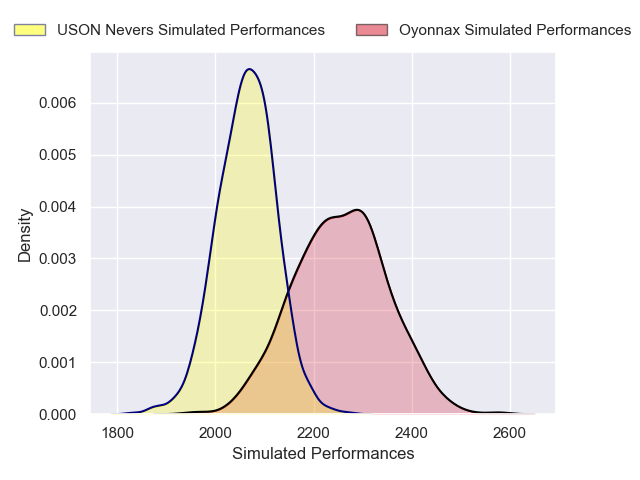 USON Nevers Simulated Performances Oyonnax Simulated Performances
0.006
0.005
0.004
0.003
0.002
0.001
0.000
Density
1800 2000 2200 2400 2600
Simulated Performances